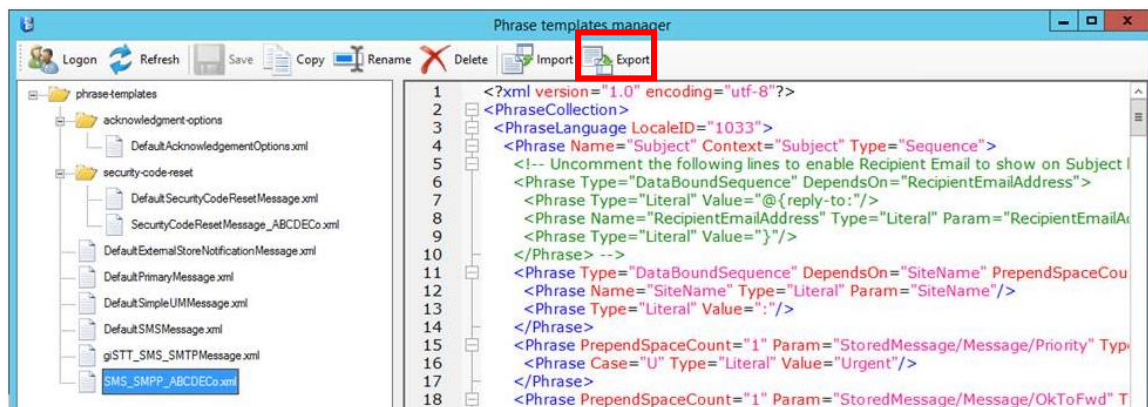 Phrase templates manager
Logon Refresh Save Copy Rename Delete Import Export
phrase-templates
acknowledgment-options
DefaultAcknowledgementOptions.xml
security-code-reset
DefaultSecurityCodeResetMessage.xml
SecurityCodeResetMessage_ABCDECo.xml
DefaultExternalStoreNotificationMessage.xml
DefaultPrimaryMessage.xml
DefaultSimpleUMMessage.xml
DefaultSMSMessage.xml
giSTT_SMS_SMTPMessage.xml
SMS_SMPP_ABCDECo.xml
1 <?xml version="1.0" encoding="utf-8"?>
2 <PhraseCollection>
3 <PhraseLanguage LocaleID="1033">
4 <Phrase Name="Subject" Context="Subject" Type="Sequence">
5 <!-- Uncomment the following lines to enable Recipient Email to show on Subject
6 <Phrase Type="DataBoundSequence" DependsOn="RecipientEmailAddress">
7 <Phrase Type="Literal" Value="@{reply-to:"/>
8 <Phrase Name="RecipientEmailAddress" Type="Literal" Param="RecipientEmailA
9 <Phrase Type="Literal" Value="}"/>
10 </Phrase> -->
11 <Phrase Type="DataBoundSequence" DependsOn="SiteName" PrependSpaceCou
12 <Phrase Name="SiteName" Type="Literal" Param="SiteName"/>
13 <Phrase Type="Literal" Value=":"/>
14 </Phrase>
15 <Phrase PrependSpaceCount="1" Param="StoredMessage/Message/Priority" Typ
16 <Phrase Case="U" Type="Literal" Value="Urgent"/>
17 </Phrase>
18 <Phrase PrependSpaceCount="1" Param="StoredMessage/Message/OkToFwd" T